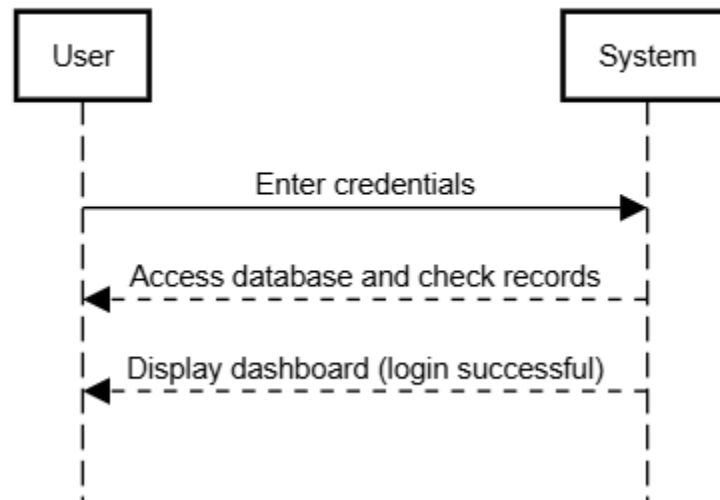 User
System
Enter credentials
Access database and check records
Display dashboard (login successful)